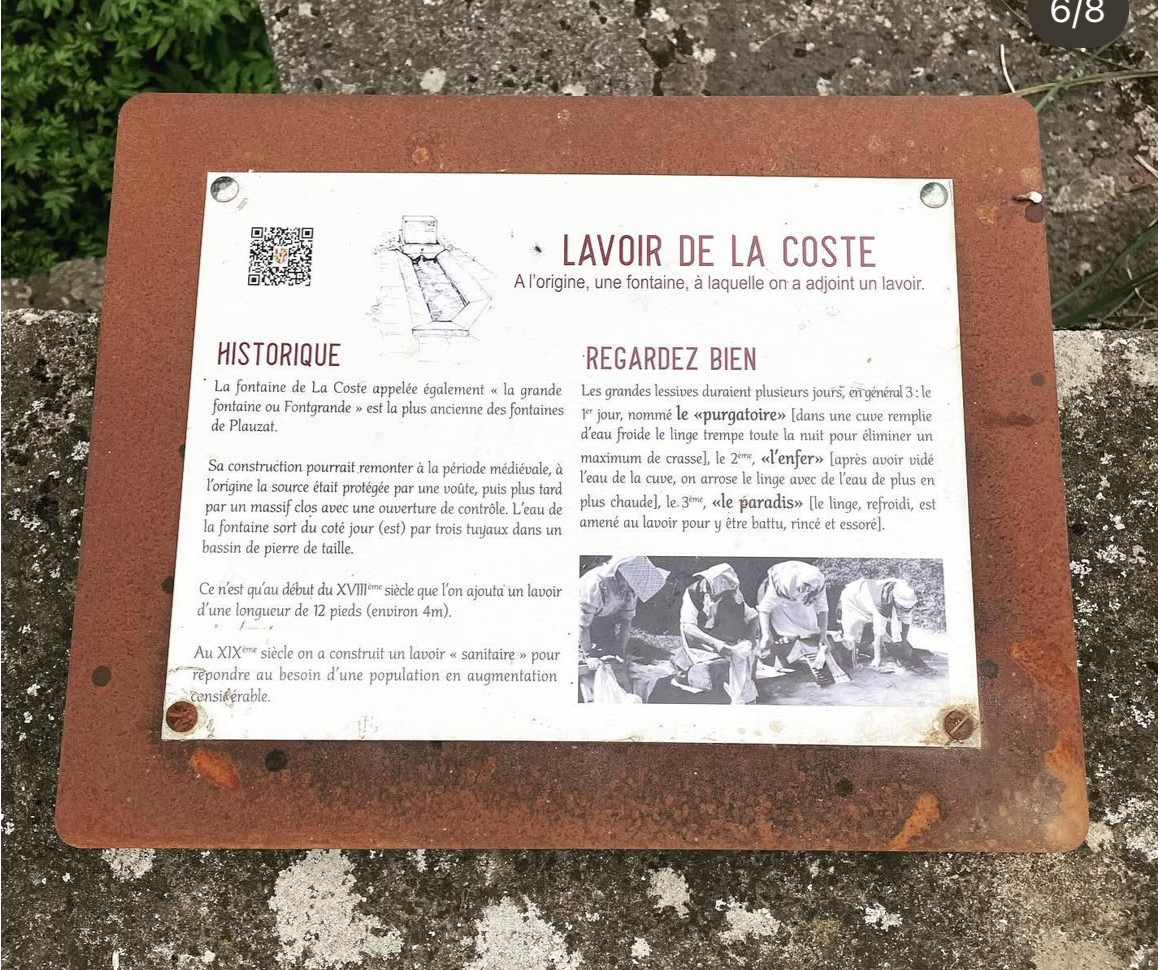 6/8
LAVOIR DE LA COSTE
A l'origine, une fontaine, à laquelle on a adjoint un lavoir.
HISTORIQUE
La fontaine de La Coste appelée également « la grande
fontaine ou Fontgrande » est la plus ancienne des fontaines
de Plauzat.
Sa construction pourrait remonter à la période médiévale, à
l'origine la source était protégée par une voûte, puis plus tard
par un massif clos avec une ouverture de contrôle. L'eau de
la fontaine sort du coté jour (est) par trois tuyaux dans un
bassin de pierre de taille.
Ce n'est qu'au début du XVIIIème siècle que l'on ajouta un lavoir
d'une longueur de 12 pieds (environ 4m).
Au XIXème siècle on a construit un lavoir « sanitaire » pour
répondre au besoin d'une population en augmentation
considérable.
REGARDEZ BIEN
Les grandes lessives duraient plusieurs jours, en général 3 : le
1er jour, nommé le «purgatoire» [dans une cuve remplie
d'eau froide le linge trempe toute la nuit pour éliminer un
maximum de crasse], le 2ème, «l'enfer» [après avoir vidé
l'eau de la cuve, on arrose le linge avec de l'eau de plus en
plus chaude], le 3ème, «le paradis» [le linge, refroidi, est
amené au lavoir pour y être battu, rincé et essoré].